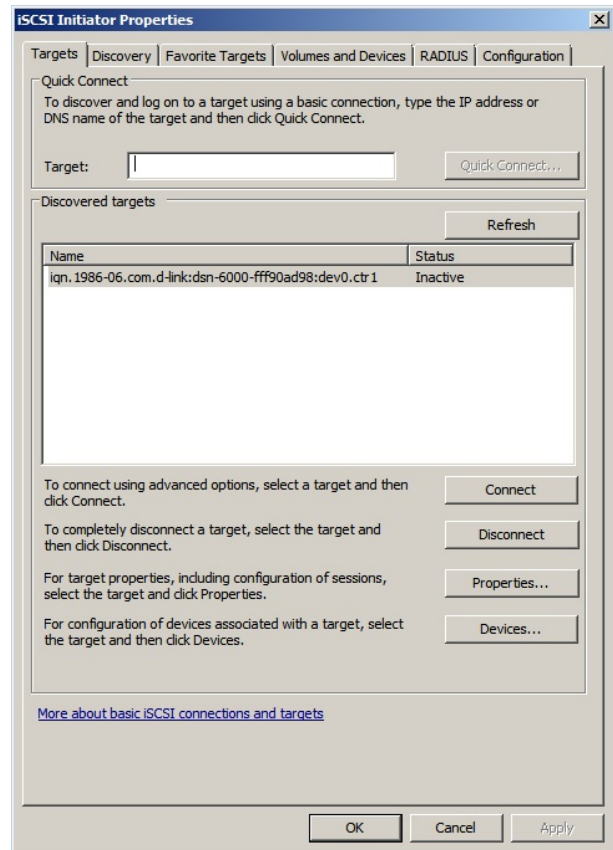 iSCSI Initiator Properties
Targets Discovery Favorite Targets Volumes and Devices RADIUS Configuration
Quick Connect
To discover and log on to a target using a basic connection, type the IP address or
DNS name of the target and then click Quick Connect.
Target:
Quick Connect...
Discovered targets
Refresh
Name Status
iqn.1986-06.com.d-link:dsn-6000-fff90ad98:dev0.ctr1 Inactive
To connect using advanced options, select a target and then
click Connect.
Connect
To completely disconnect a target, select the target and
then click Disconnect.
Disconnect
For target properties, including configuration of sessions,
select the target and click Properties.
Properties...
For configuration of devices associated with a target, select
the target and then click Devices.
Devices...
More about basic iSCSI connections and targets
OK Cancel Apply